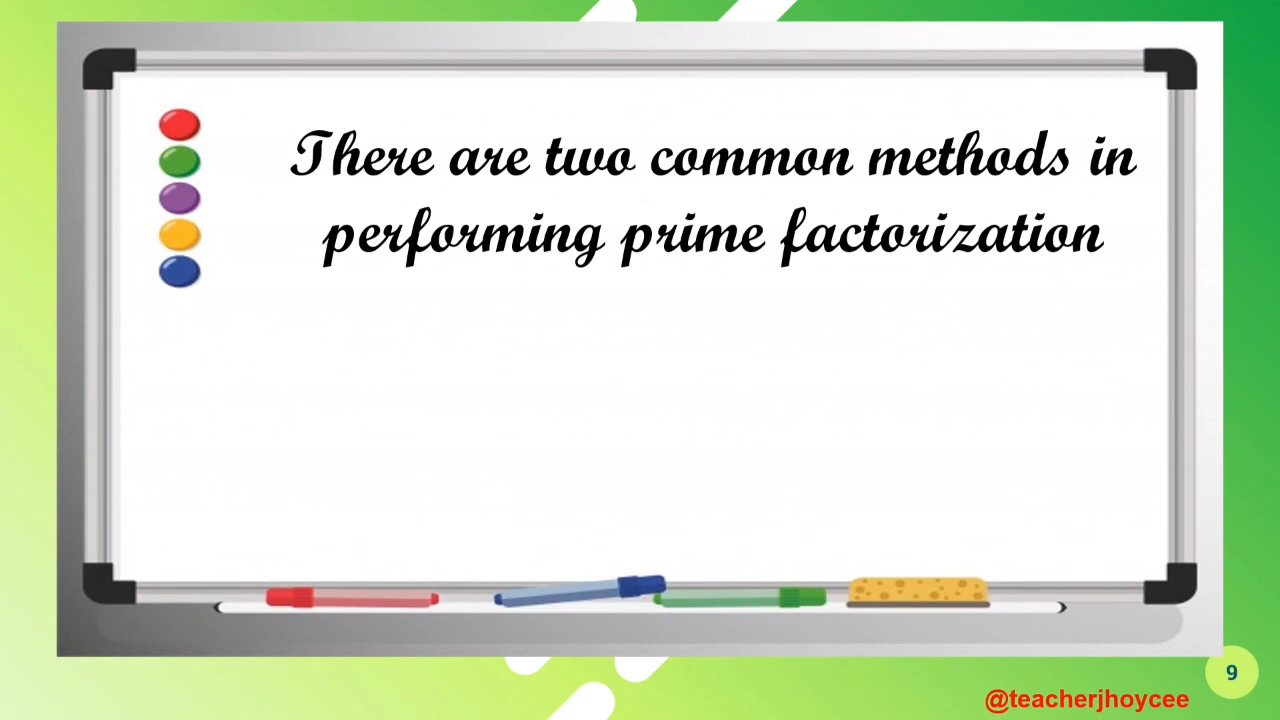 There are two common methods in
performing prime factorization
9
@teacherjhoycee